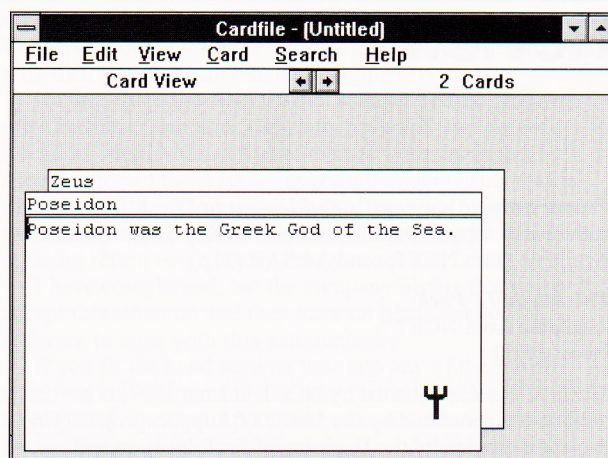 Cardfile - (Untitled)
File Edit View Card Search Help
Card View 2 Cards
Zeus
Poseidon
Poseidon was the Greek God of the Sea.